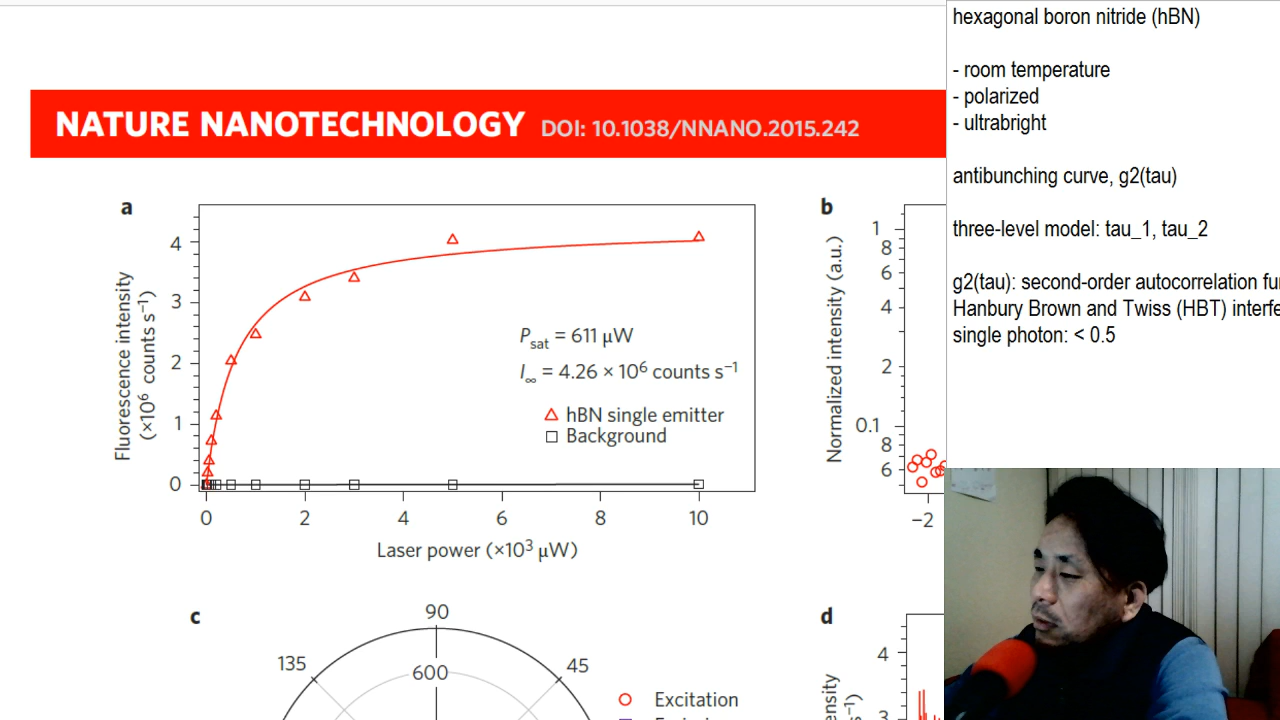 hexagonal boron nitride (hBN)
- room temperature
- polarized
- ultrabright
antibunching curve, g2(tau)
three-level model: tau_1, tau_2
g2(tau): second-order autocorrelation
Hanbury Brown and Twiss (HBT)
single photon: < 0.5
NATURE NANOTECHNOLOGY DOI: 10.1038/NNANO.2015.242
a
Fluorescence intensity
(×10⁶ counts s⁻¹)
4
3
2
1
0
0 2 4 6 8 10
Laser power (×10³ µW)
Psat = 611 µW
I∞ = 4.26 × 10⁶ counts s⁻¹
hBN single emitter
Background
b
Normalized intensity (a.u.)
1
8
6
4
2
0.1
8
6
−2
c
90
135
45
600
Excitation
d
4
3